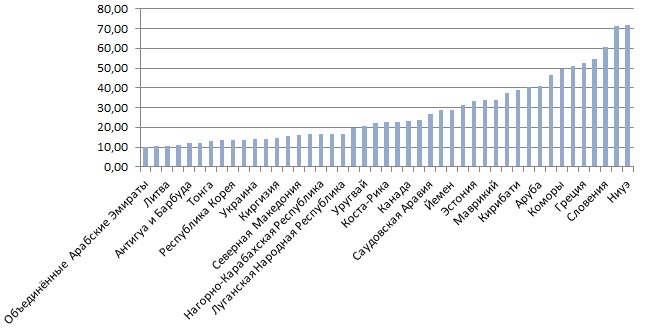 80,00
70,00
60,00
50,00
40,00
30,00
20,00
10,00
0,00
Объединённые Арабские Эмираты
Литва
Антигуа и Барбуда
Тонга
Республика Корея
Украина
Киргизия
Северная Македония
Нагорно-Карабахская Республика
Луганская Народная Республика
Уругвай
Коста-Рика
Канада
Саудовская Аравия
Йемен
Эстония
Маврикий
Кирибати
Аруба
Коморы
Греция
Словения
Ниуэ